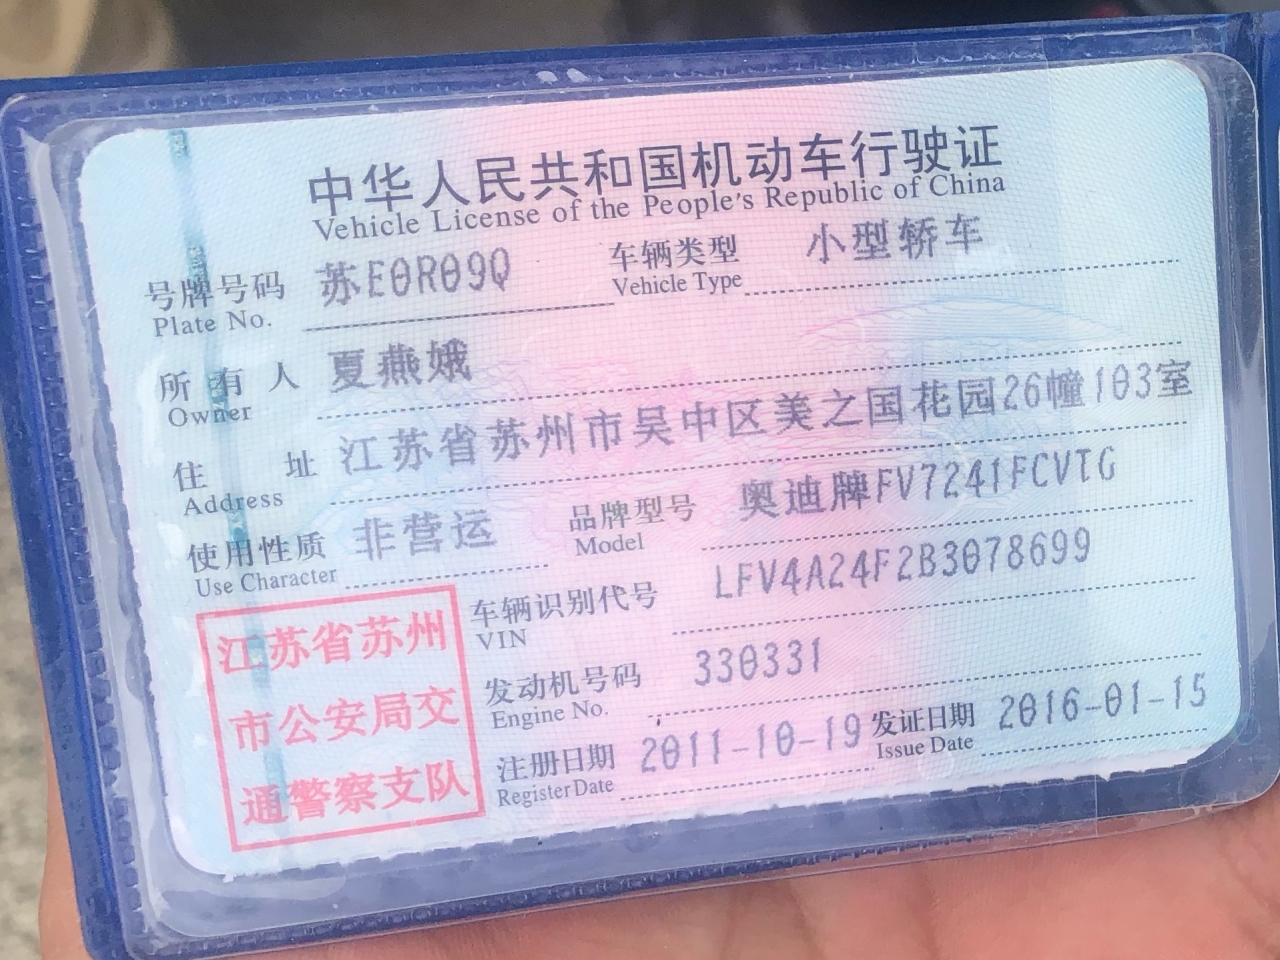 中华人民共和国机动车行驶证
Vehicle License of the People's Republic of China
号牌号码 苏E0R09Q 车辆类型 小型轿车
Plate No. Vehicle Type
所有人 夏燕娥
Owner
住址 江苏省苏州市吴中区美之国花园26幢103室
Address
使用性质 非营运 品牌型号 奥迪牌FV7241FCVTG
Use Character Model
车辆识别代号 LFV4A24F2B3078699
VIN
发动机号码 330331
Engine No.
注册日期 2011-10-19 发证日期 2016-01-15
Register Date Issue Date
江苏省苏州
市公安局交
通警察支队